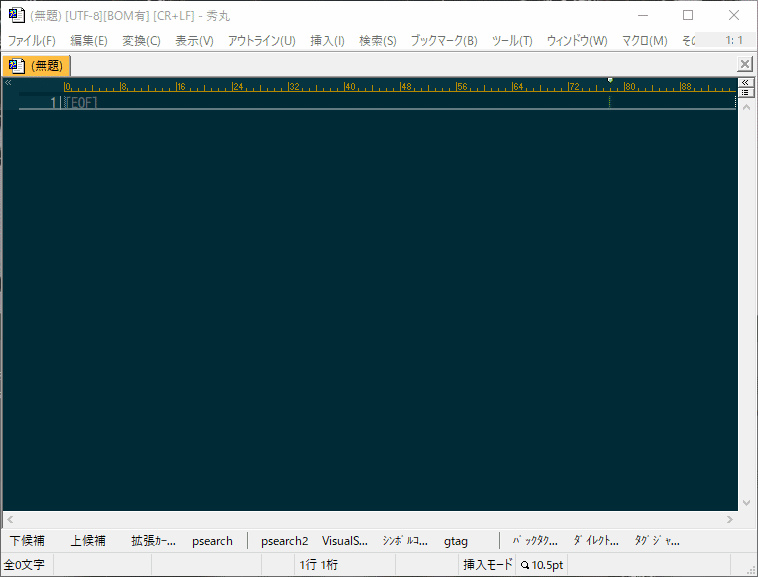 (無題) [UTF-8][BOM有] [CR+LF] - 秀丸
ファイル(F) 編集(E) 変換(C) 表示(V) アウトライン(U) 挿入(I) 検索(S) ブックマーク(B) ツール(T) ウィンドウ(W) マクロ(M) その 1: 1
(無題)
0 8 16 24 32 40 48 56 64 72 80 88
1 [EOF]
下候補 上候補 拡張ｶｰ... psearch psearch2 VisualS... ｼﾝﾎﾞﾙｺ... gtag ﾊﾞｯｸﾀｸ... ﾀﾞｲﾚｸﾄ... ﾀｸﾞｼﾞｬ...
全0文字 1行 1桁 挿入モード 10.5pt